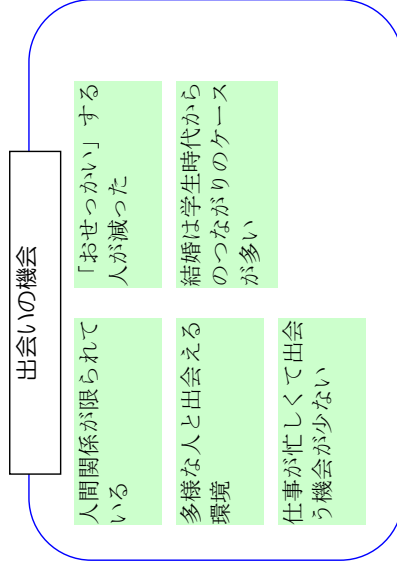 出会いの機会
人間関係が限られて
いる
「おせっかい」する
人が減った
多様な人と出会える
環境
結婚は学生時代から
のつながりのケース
が多い
仕事が忙しくて出会
う機会が少ない